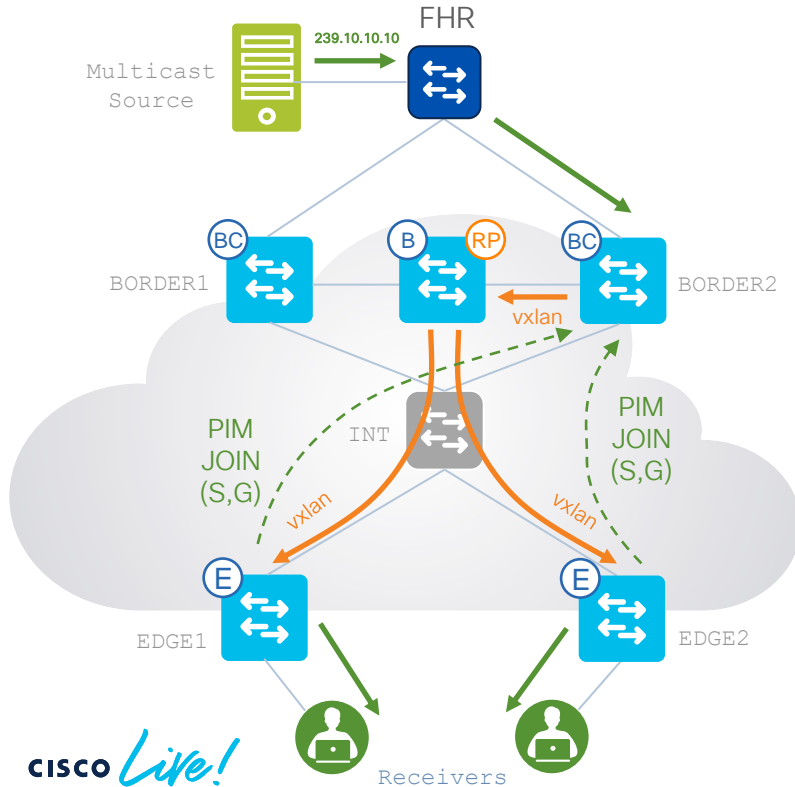 FHR
239.10.10.10
Multicast
Source
BC
B
RP
BC
BORDER1
BORDER2
vxlan
PIM
JOIN
(S,G)
INT
PIM
JOIN
(S,G)
vxlan
vxlan
E
E
EDGE1
EDGE2
CISCO Live!
Receivers